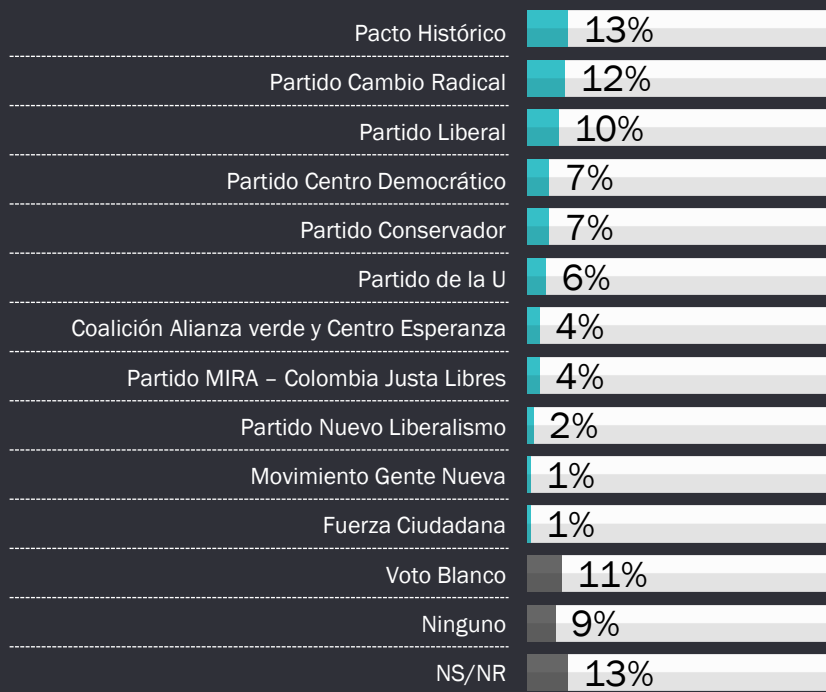 Pacto Histórico 13%
Partido Cambio Radical 12%
Partido Liberal 10%
Partido Centro Democrático 7%
Partido Conservador 7%
Partido de la U 6%
Coalición Alianza verde y Centro Esperanza 4%
Partido MIRA – Colombia Justa Libres 4%
Partido Nuevo Liberalismo 2%
Movimiento Gente Nueva 1%
Fuerza Ciudadana 1%
Voto Blanco 11%
Ninguno 9%
NS/NR 13%